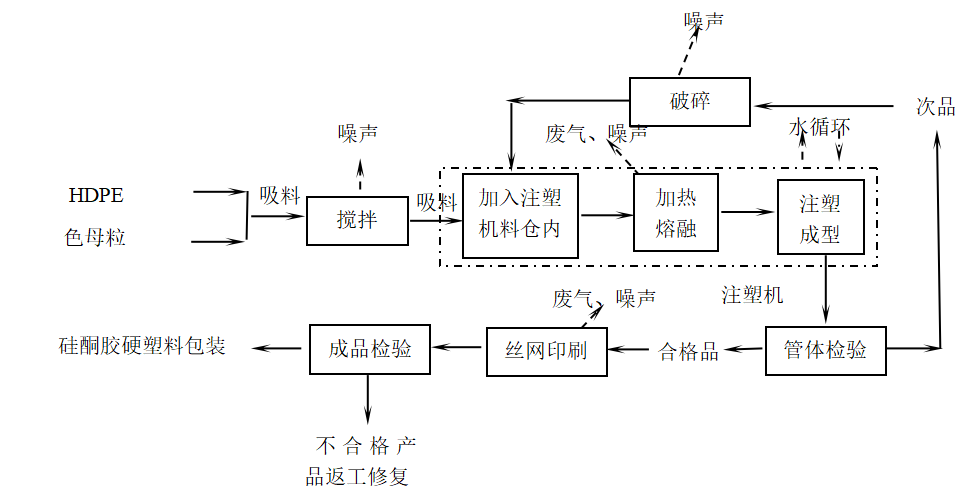 噪声
破碎
次品
噪声
废气、噪声
水循环
HDPE
吸料
吸料
加入注塑
机料仓内
加热
熔融
注塑
成型
搅拌
色母粒
废气、噪声
注塑机
硅酮胶硬塑料包装
成品检验
丝网印刷
合格品
管体检验
不合格产
品返工修复